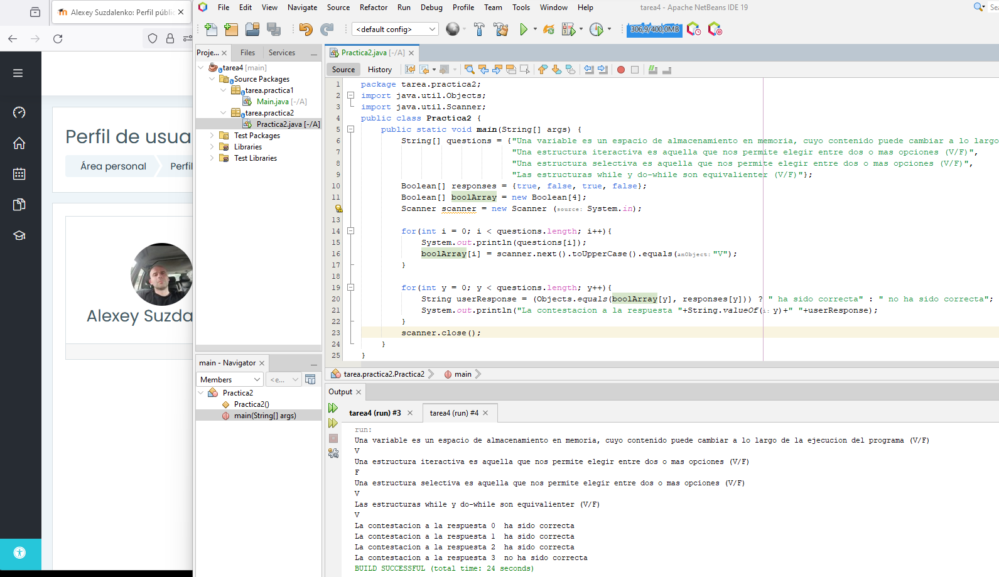 Alexey Suzdalenko: Perfil públic
Perfil de usua
Área personal
Perfil
Alexey Suzda
File Edit View Navigate Source Refactor Run Debug Profile Team Tools Window Help
tarea4 - Apache NetBeans IDE 19
Sea
<default config>
306,9/400,0MB
Proje... Files Services
tarea4 [main]
Source Packages
tarea.practica1
Main.java [-/A]
tarea.practica2
Practica2.java [-/A]
Test Packages
Libraries
Test Libraries
Practica2.java [-/A]
Source History
1 package tarea.practica2;
2 import java.util.Objects;
3 import java.util.Scanner;
4 public class Practica2 {
5 public static void main(String[] args) {
6 String[] questions = {"Una variable es un espacio de almacenamiento en memoria, cuyo contenido puede cambiar a lo largo
7 "Una estructura iteractiva es aquella que nos permite elegir entre dos o mas opciones (V/F)",
8 "Una estructura selectiva es aquella que nos permite elegir entre dos o mas opciones (V/F)",
9 "Las estructuras while y do-while son equivalienter (V/F)"};
10 Boolean[] responses = {true, false, true, false};
11 Boolean[] boolArray = new Boolean[4];
Scanner scanner = new Scanner (source: System.in);
13
14 for(int i = 0; i < questions.length; i++){
15 System.out.println(questions[i]);
16 boolArray[i] = scanner.next().toUpperCase().equals(anObject: "V");
17 }
18
19 for(int y = 0; y < questions.length; y++){
20 String userResponse = (Objects.equals(boolArray[y], responses[y])) ? " ha sido correcta" : " no ha sido correcta";
21 System.out.println("La contestacion a la respuesta "+String.valueOf(i: y)+" "+userResponse);
22 }
23 scanner.close();
24 }
25 }
main - Navigator
Members <e...
Practica2
Practica2()
main(String[] args)
tarea.practica2.Practica2 main
Output
tarea4 (run) #3 tarea4 (run) #4
run:
Una variable es un espacio de almacenamiento en memoria, cuyo contenido puede cambiar a lo largo de la ejecucion del programa (V/F)
V
Una estructura iteractiva es aquella que nos permite elegir entre dos o mas opciones (V/F)
F
Una estructura selectiva es aquella que nos permite elegir entre dos o mas opciones (V/F)
V
Las estructuras while y do-while son equivalienter (V/F)
V
La contestacion a la respuesta 0  ha sido correcta
La contestacion a la respuesta 1  ha sido correcta
La contestacion a la respuesta 2  ha sido correcta
La contestacion a la respuesta 3  no ha sido correcta
BUILD SUCCESSFUL (total time: 24 seconds)